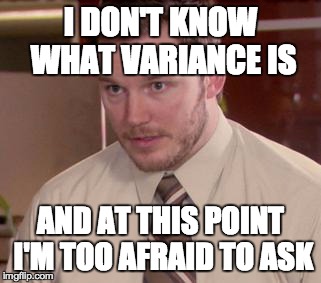 I DON'T KNOW
WHAT VARIANCE IS
AND AT THIS POINT
I'M TOO AFRAID TO ASK
imgflip.com